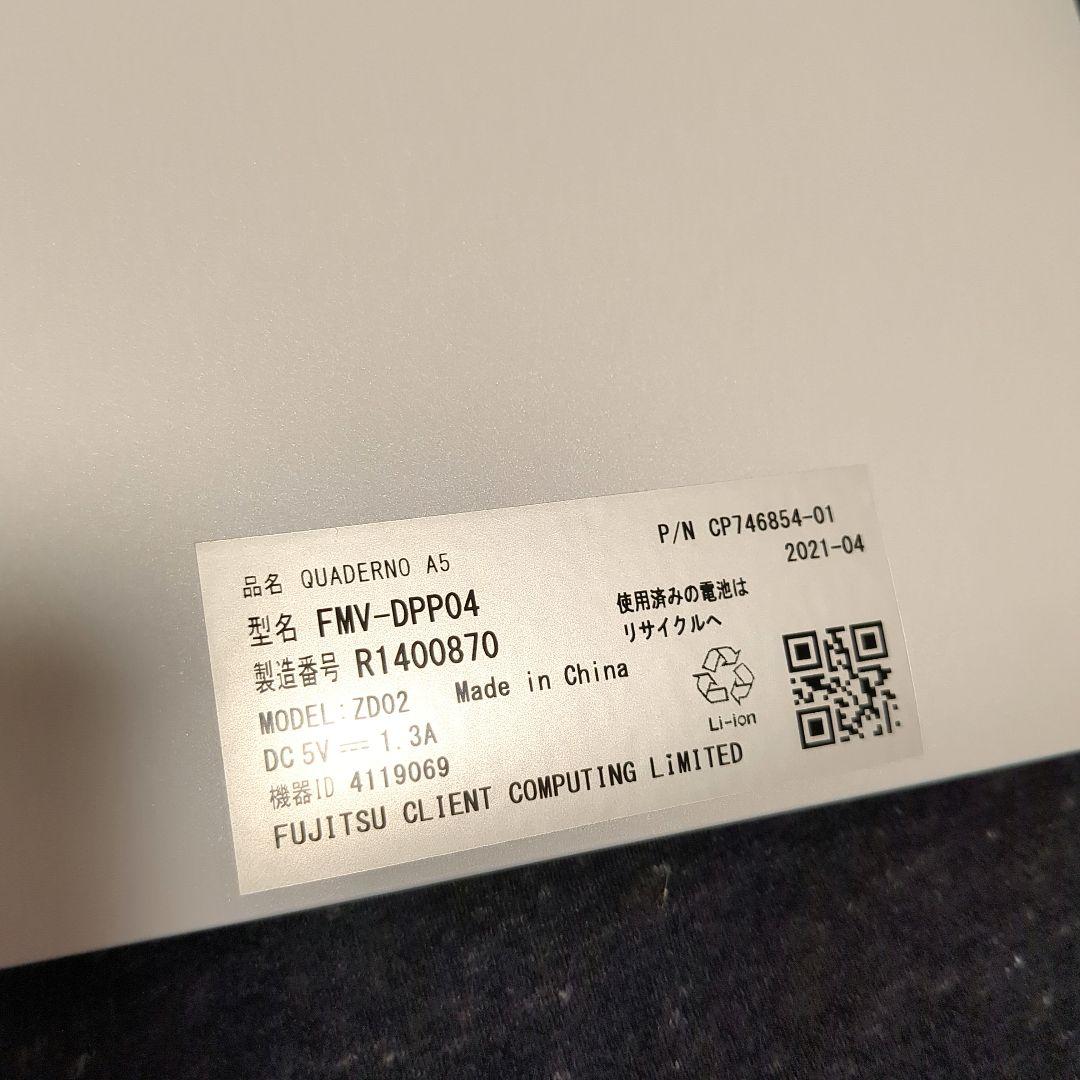 品名 QUADERNO A5
型名 FMV-DPP04
製造番号 R1400870
MODEL:ZD02 Made in China
DC 5V ⎓ 1.3A
機器ID 4119069
FUJITSU CLIENT COMPUTING LiMITED
P/N CP746854-01
2021-04
使用済みの電池は
リサイクルへ
Li-ion